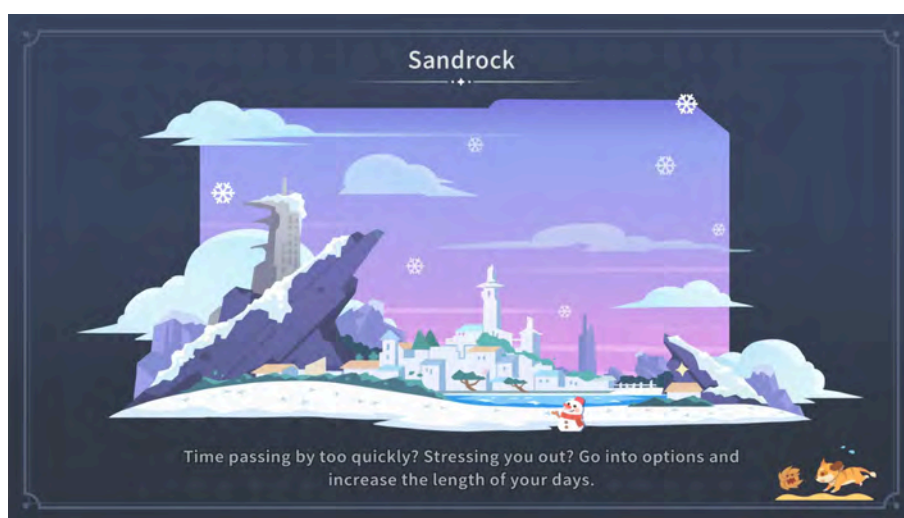 Sandrock
Time passing by too quickly? Stressing you out? Go into options and
increase the length of your days.